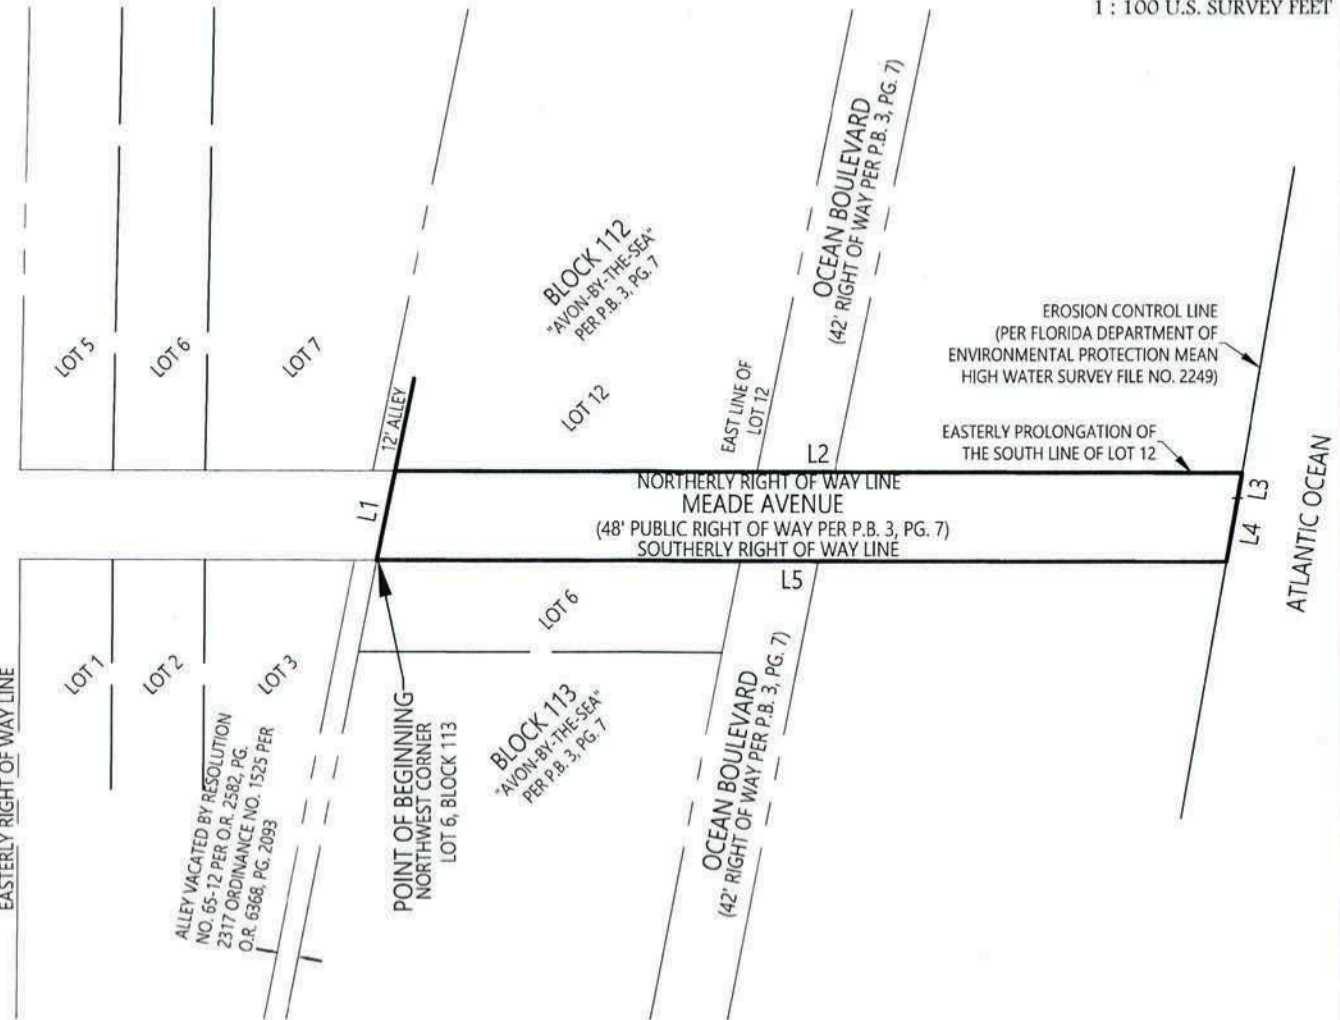 1 : 100 U.S. SURVEY FEET
OCEAN BOULEVARD
(42' RIGHT OF WAY PER P.B. 3, PG. 7)
BLOCK 112
"AVON-BY-THE-SEA"
PER P.B. 3, PG. 7
EROSION CONTROL LINE
(PER FLORIDA DEPARTMENT OF
ENVIRONMENTAL PROTECTION MEAN
HIGH WATER SURVEY FILE NO. 2249)
LOT 5
LOT 6
LOT 7
12' ALLEY
LOT 12
EAST LINE OF
LOT 12
EASTERLY PROLONGATION OF
THE SOUTH LINE OF LOT 12
L2
L1
NORTHERLY RIGHT OF WAY LINE
MEADE AVENUE
(48' PUBLIC RIGHT OF WAY PER P.B. 3, PG. 7)
SOUTHERLY RIGHT OF WAY LINE
L3
L4
ATLANTIC OCEAN
L5
LOT 6
EASTERLY RIGHT OF WAY LINE
LOT 1
LOT 2
LOT 3
ALLEY VACATED BY RESOLUTION
NO. 65-12 PER O.R. 2582, PG.
2317 ORDINANCE NO. 1525 PER
O.R. 6368, PG. 2093
POINT OF BEGINNING
NORTHWEST CORNER
LOT 6, BLOCK 113
BLOCK 113
"AVON-BY-THE-SEA"
PER P.B. 3, PG. 7
OCEAN BOULEVARD
(42' RIGHT OF WAY PER P.B. 3, PG. 7)